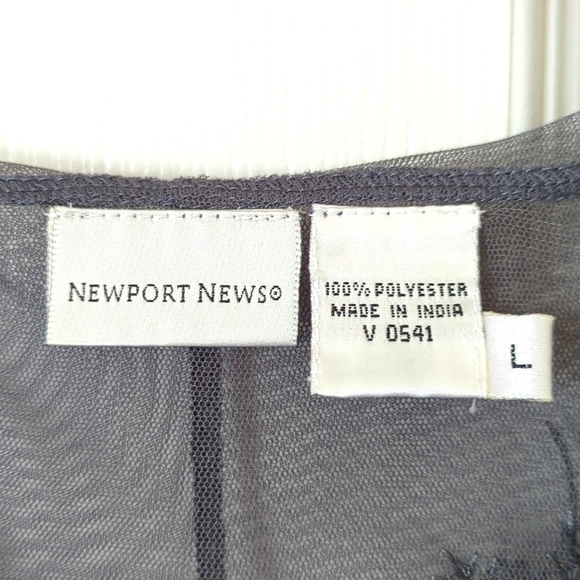 NEWPORT NEWS®
100% POLYESTER
MADE IN INDIA
V 0541
L